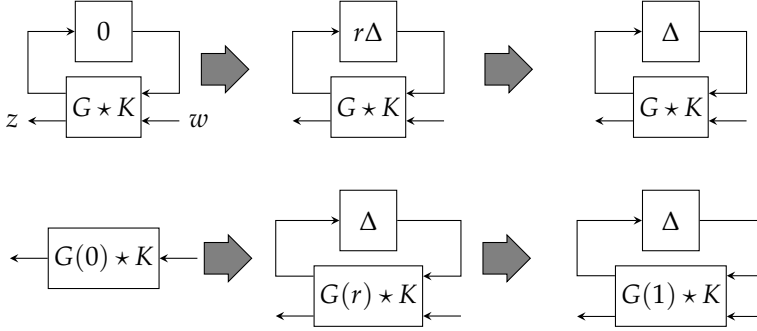 0 rΔ Δ
G ⋆ K G ⋆ K G ⋆ K
z w
Δ Δ
G(0) ⋆ K G(r) ⋆ K G(1) ⋆ K